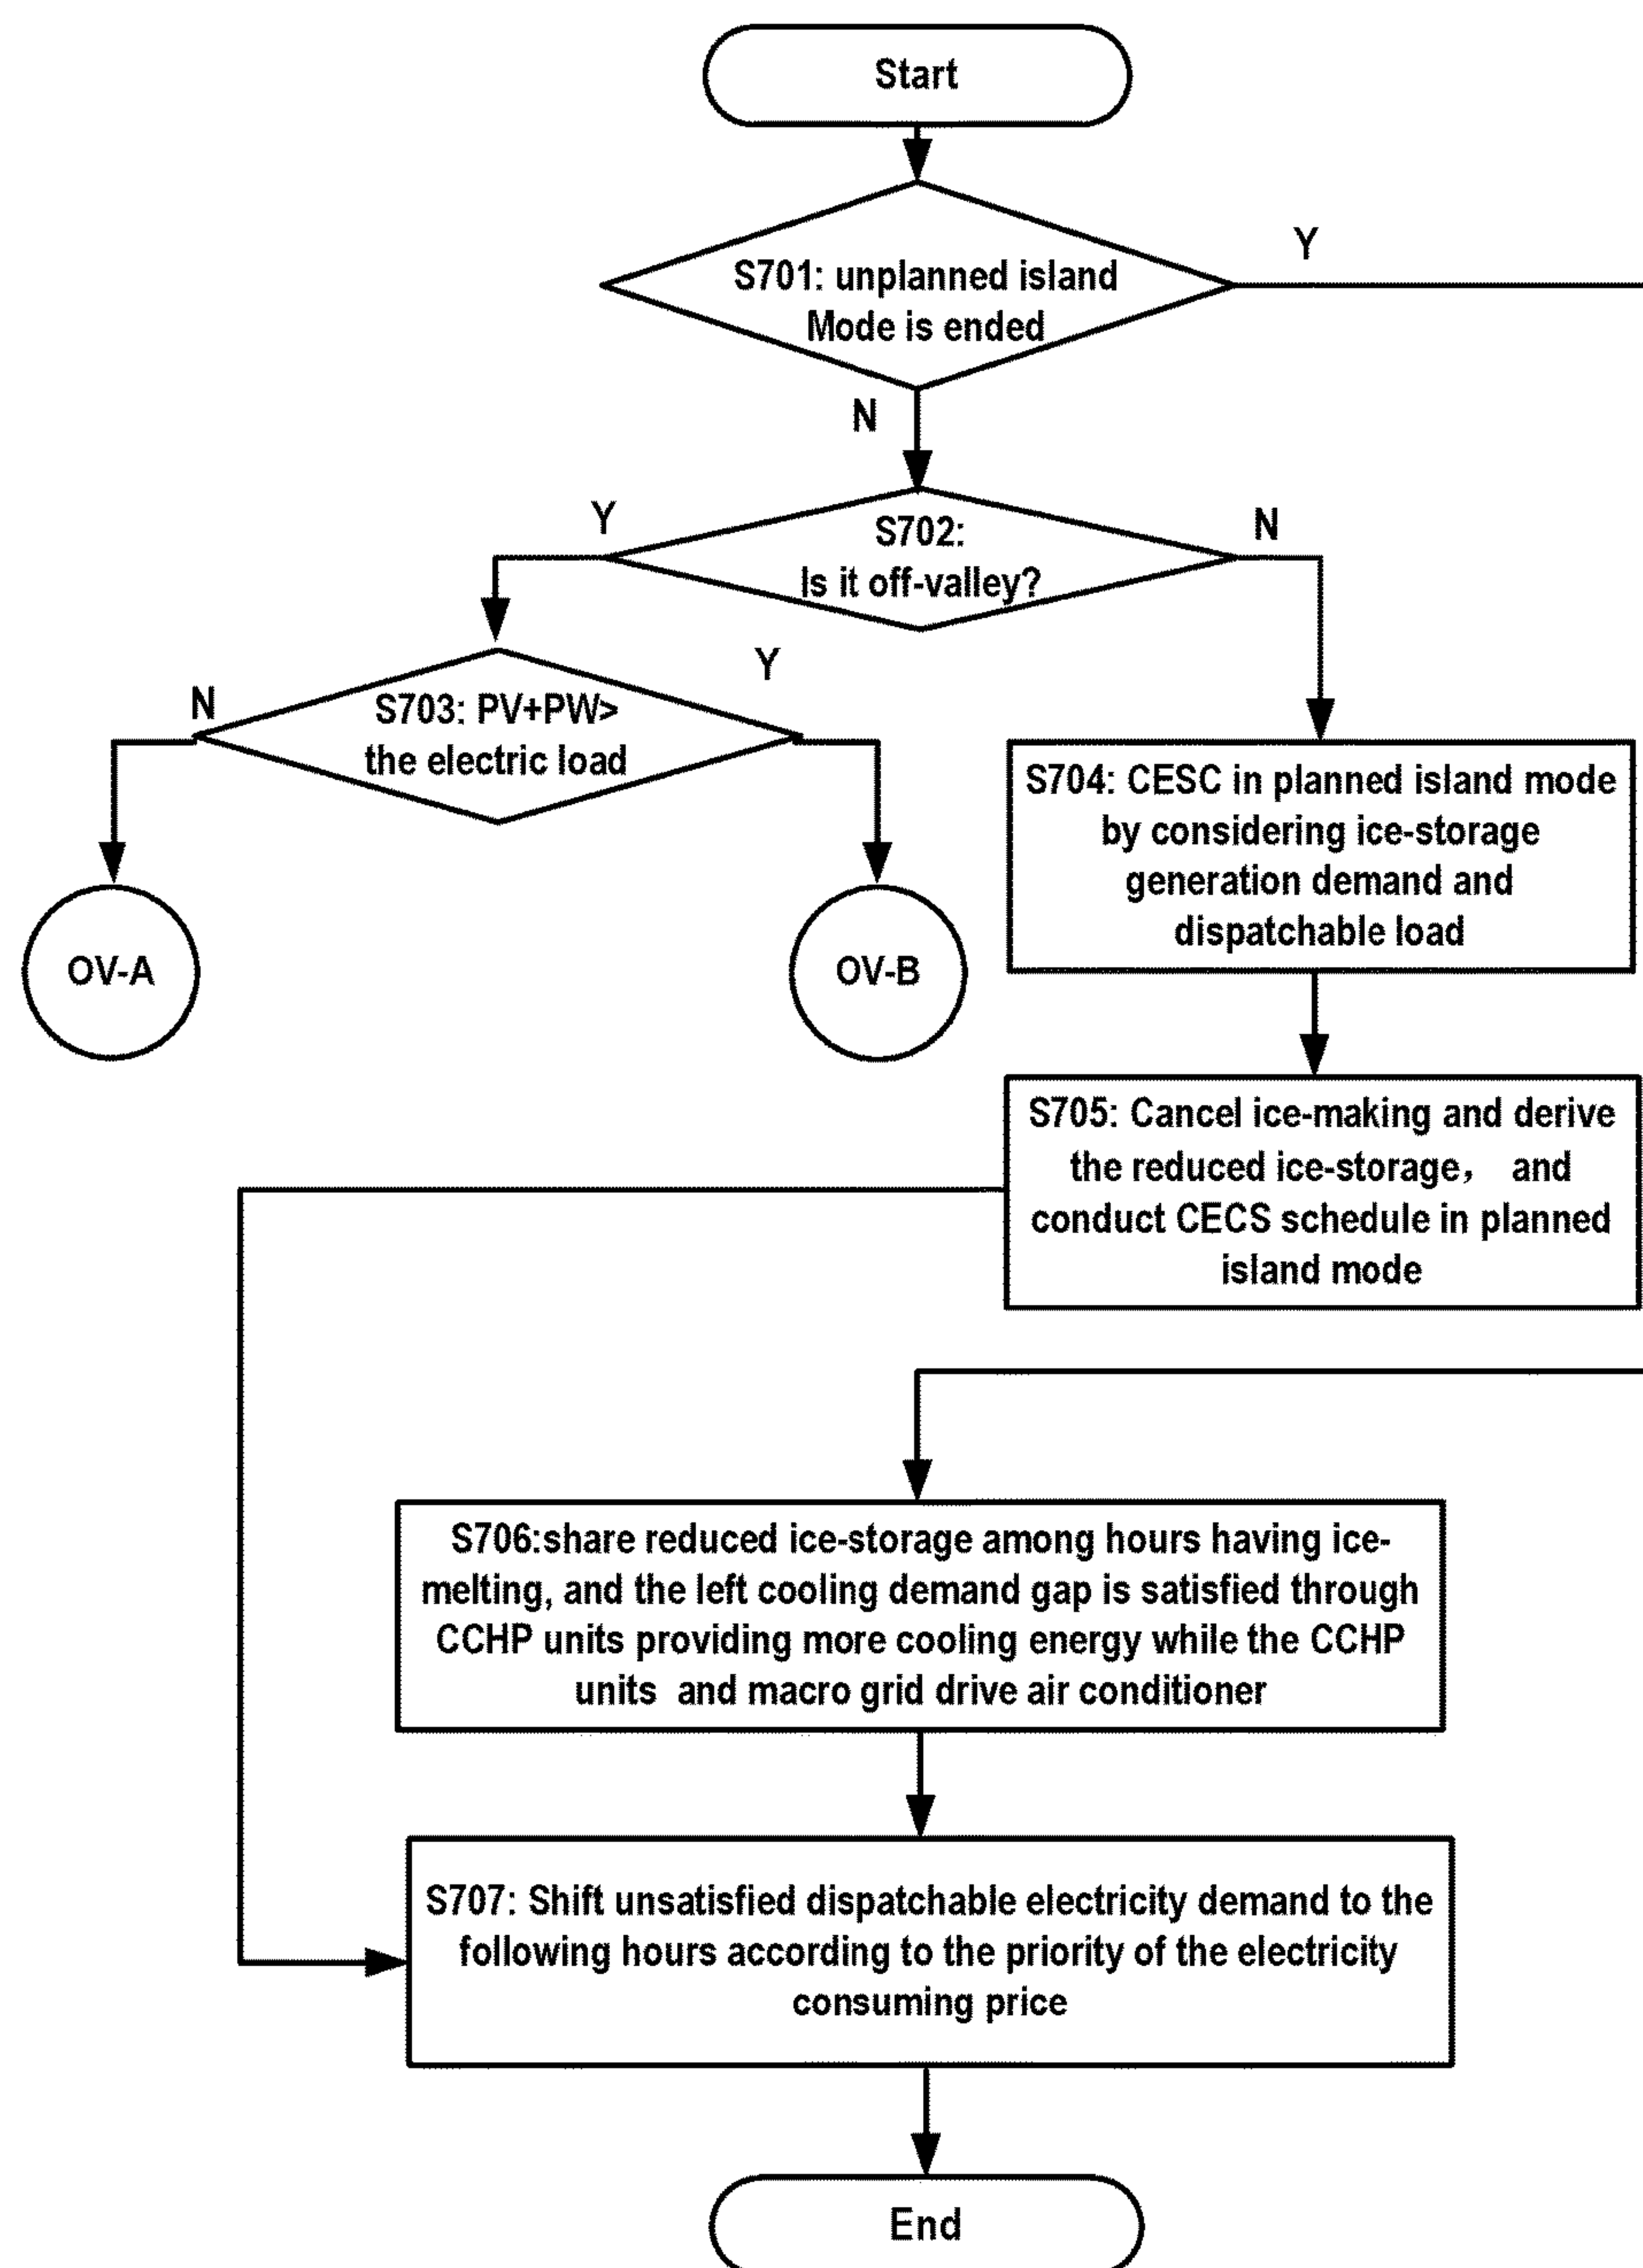 Start
Y
S701: unplanned island
Mode is ended
N
Y
S702:
Is it off-valley?
N
N
S703: PV+PW>
the electric load
Y
S704: CESC in planned island mode
by considering ice-storage
generation demand and
dispatchable load
OV-A
OV-B
S705: Cancel ice-making and derive
the reduced ice-storage， and
conduct CECS schedule in planned
island mode
S706:share reduced ice-storage among hours having ice-
melting, and the left cooling demand gap is satisfied through
CCHP units providing more cooling energy while the CCHP
units and macro grid drive air conditioner
S707: Shift unsatisfied dispatchable electricity demand to the
following hours according to the priority of the electricity
consuming price
End